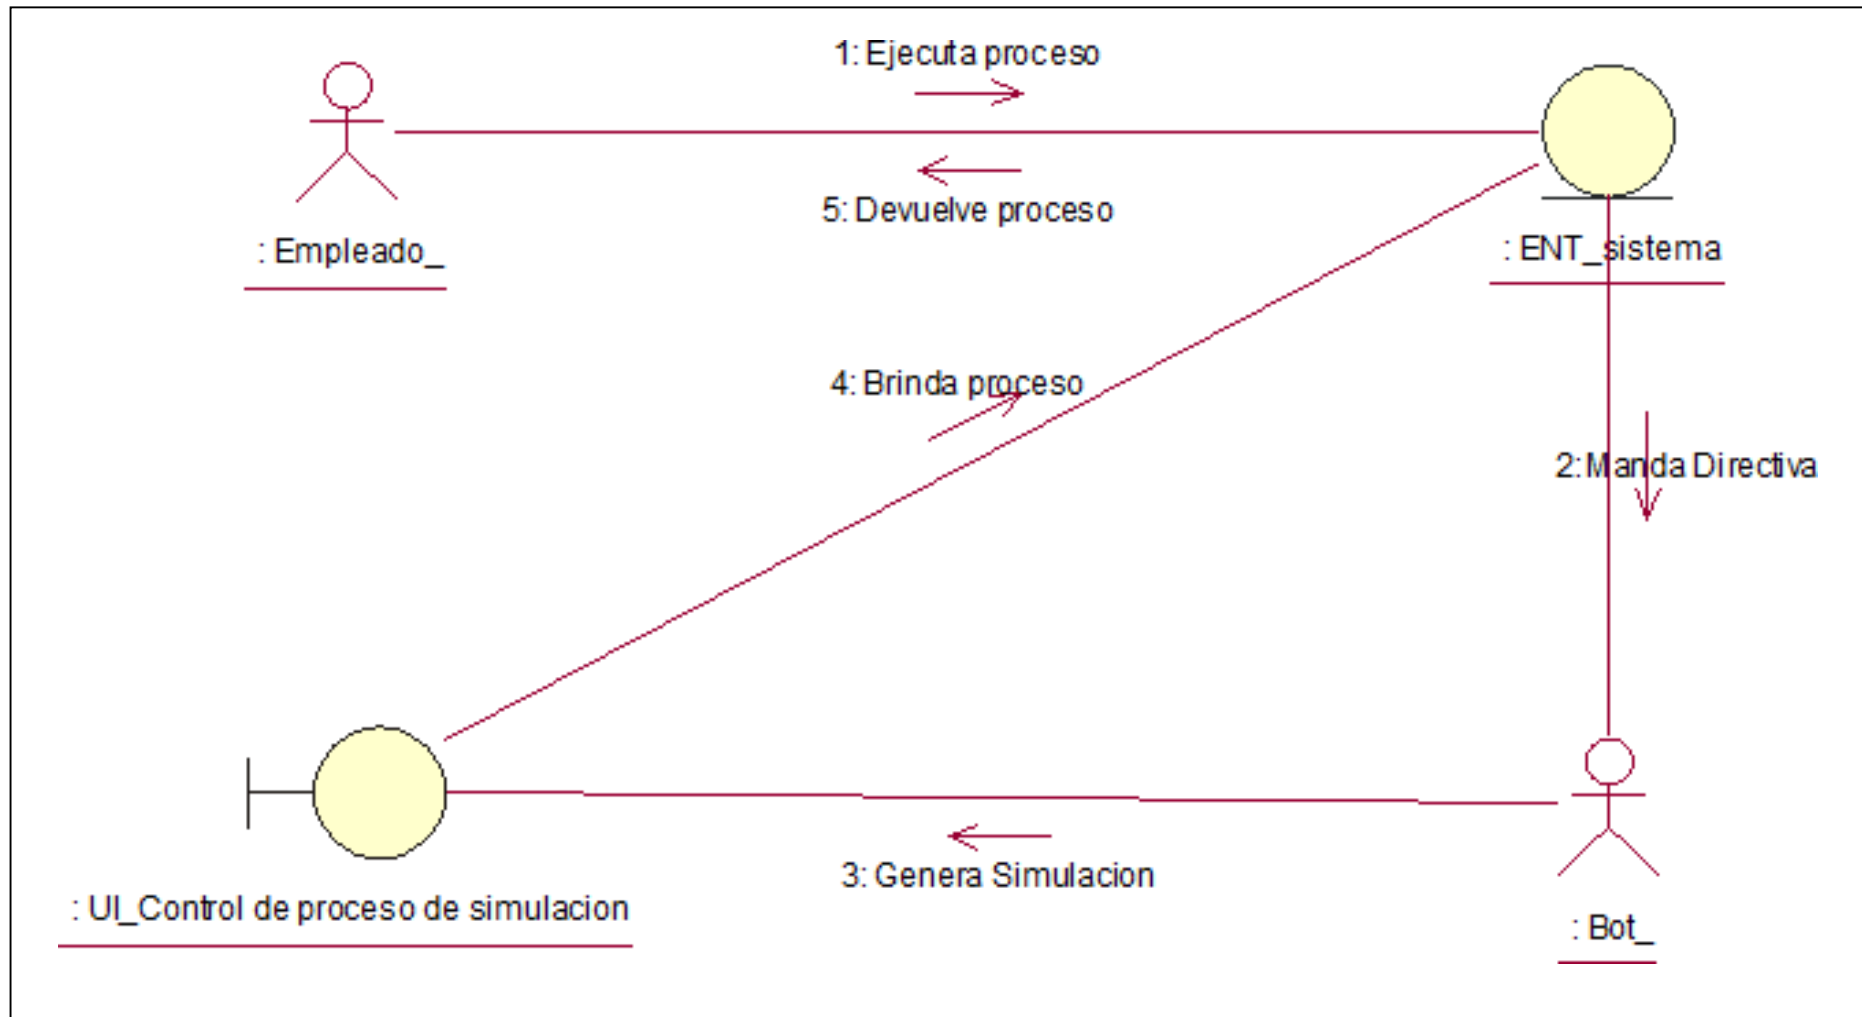 1: Ejecuta proceso
5: Devuelve proceso
: Empleado_
: ENT_sistema
4: Brinda proceso
2:Manda Directiva
3: Genera Simulacion
: UI_Control de proceso de simulacion
: Bot_